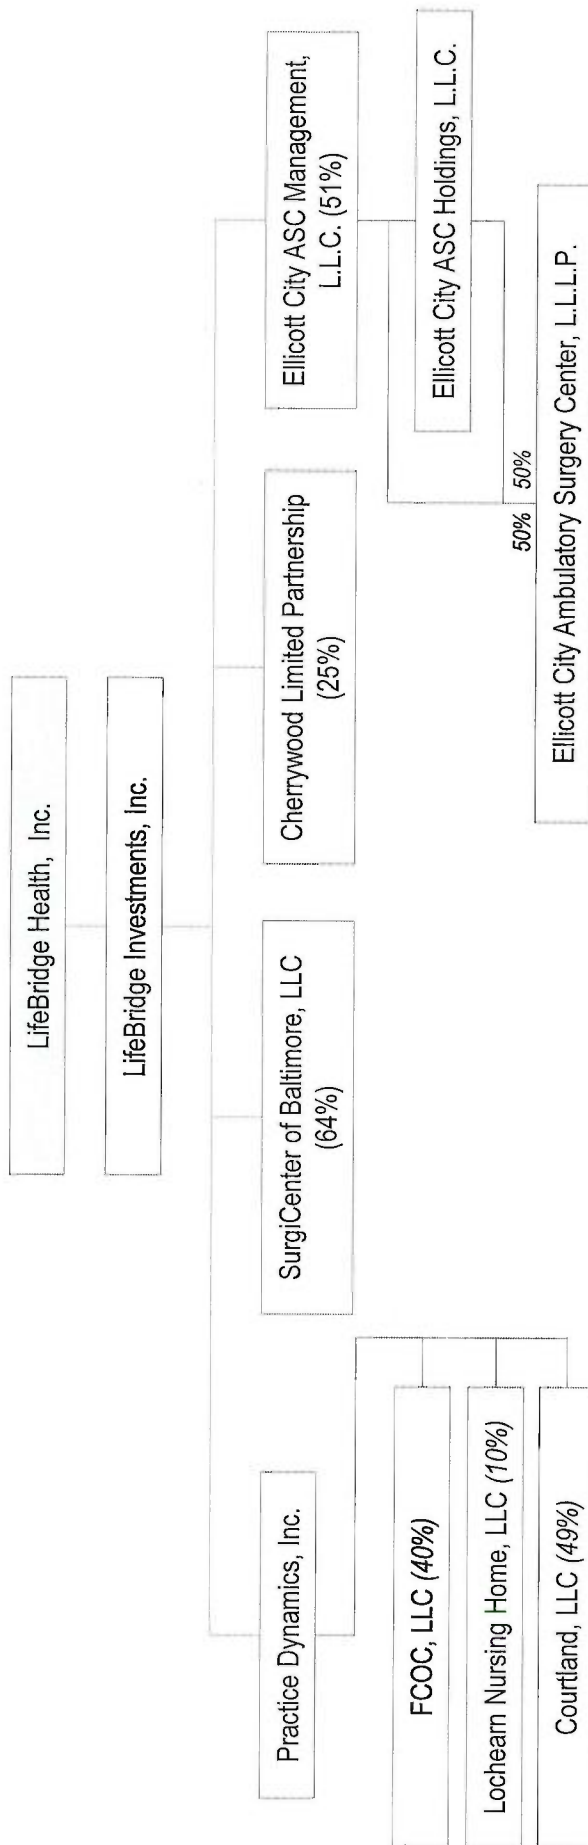 LifeBridge Health, Inc.
LifeBridge Investments, Inc.
Practice Dynamics, Inc.
SurgiCenter of Baltimore, LLC
(64%)
Cherrywood Limited Partnership
(25%)
Ellicott City ASC Management,
L.L.C. (51%)
FCOC, LLC (40%)
Lochearn Nursing Home, LLC (10%)
Courtland, LLC (49%)
Ellicott City ASC Holdings, L.L.C.
50%
50%
Ellicott City Ambulatory Surgery Center, L.L.L.P.